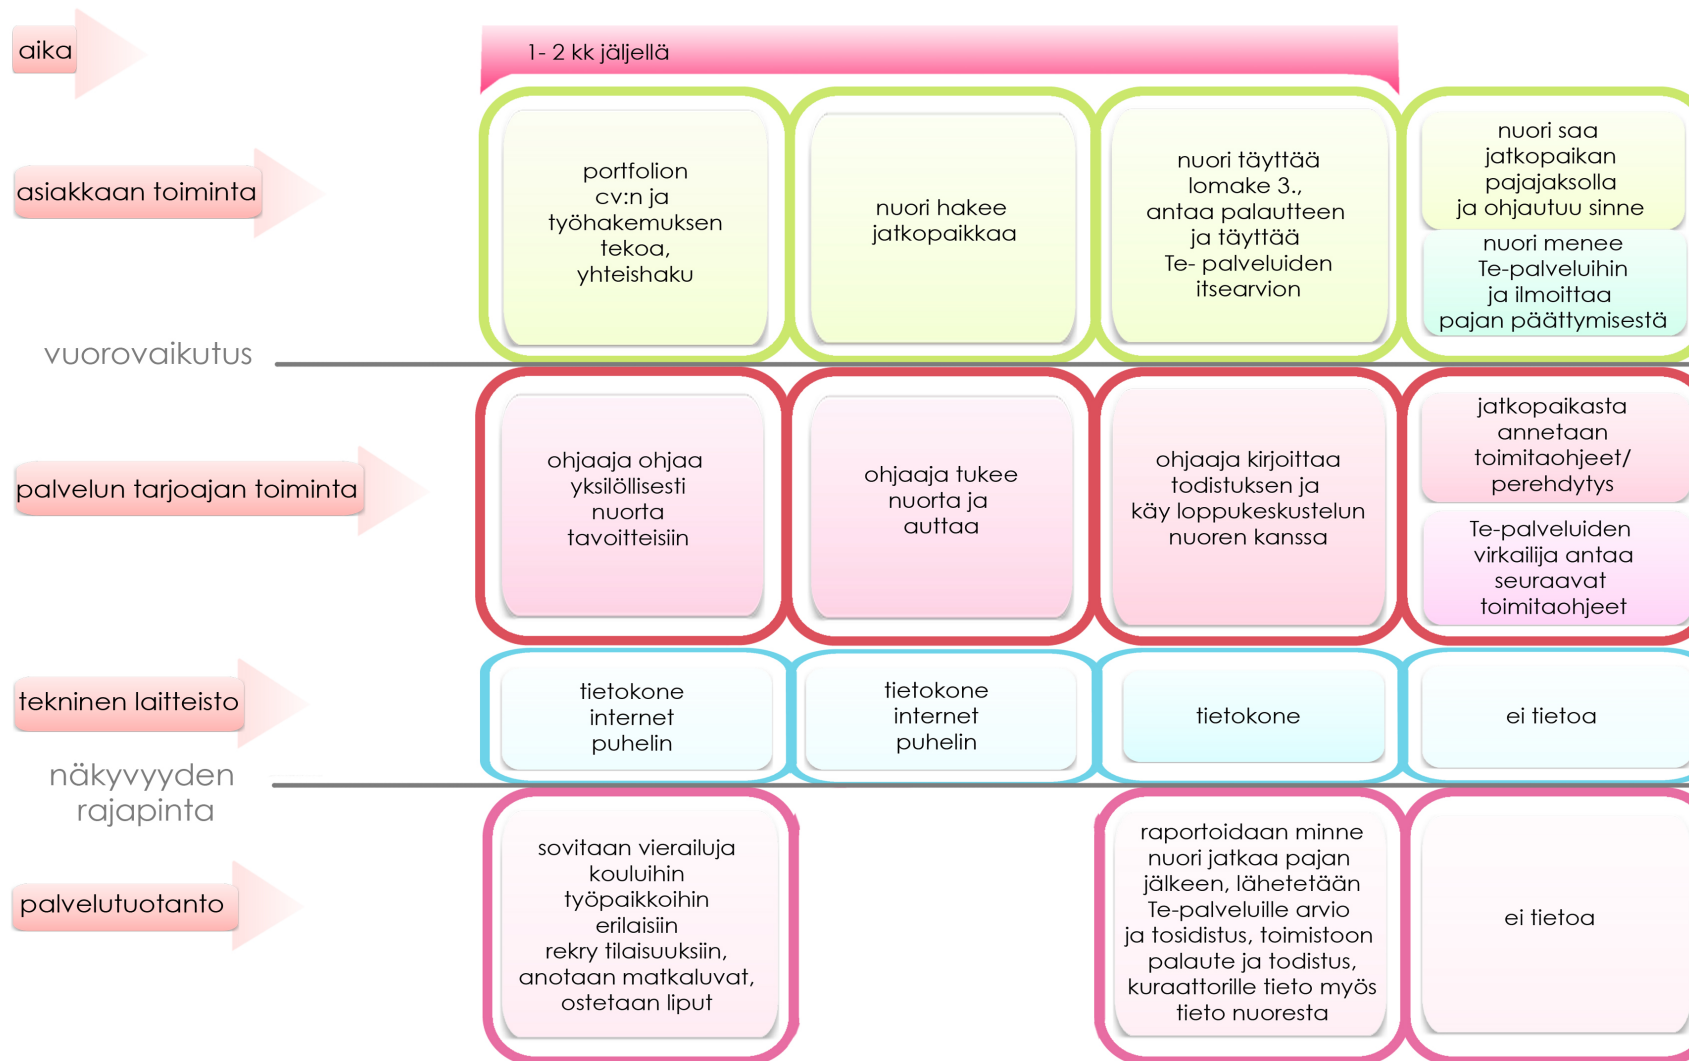 aika
1- 2 kk jäljellä
asiakkaan toiminta
portfolion
cv:n ja
työhakemuksen
tekoa,
yhteishaku
nuori hakee
jatkopaikkaa
nuori täyttää
lomake 3.,
antaa palautteen
ja täyttää
Te- palveluiden
itsearvion
nuori saa
jatkopaikan
pajajaksolla
ja ohjautuu sinne
nuori menee
Te-palveluihin
ja ilmoittaa
pajan päättymisestä
vuorovaikutus
palvelun tarjoajan toiminta
ohjaaja ohjaa
yksilöllisesti
nuorta
tavoitteisiin
ohjaaja tukee
nuorta ja
auttaa
ohjaaja kirjoittaa
todistuksen ja
käy loppukeskustelun
nuoren kanssa
jatkopaikasta
annetaan
toimitaohjeet/
perehdytys
Te-palveluiden
virkailija antaa
seuraavat
toimitaohjeet
tekninen laitteisto
tietokone
internet
puhelin
tietokone
internet
puhelin
tietokone
ei tietoa
näkyvyyden
rajapinta
palvelutuotanto
sovitaan vierailuja
kouluihin
työpaikkoihin
erilaisiin
rekry tilaisuuksiin,
anotaan matkaluvat,
ostetaan liput
raportoidaan minne
nuori jatkaa pajan
jälkeen, lähetetään
Te-palveluille arvio
ja tosidistus, toimistoon
palaute ja todistus,
kuraattorille tieto myös
tieto nuoresta
ei tietoa